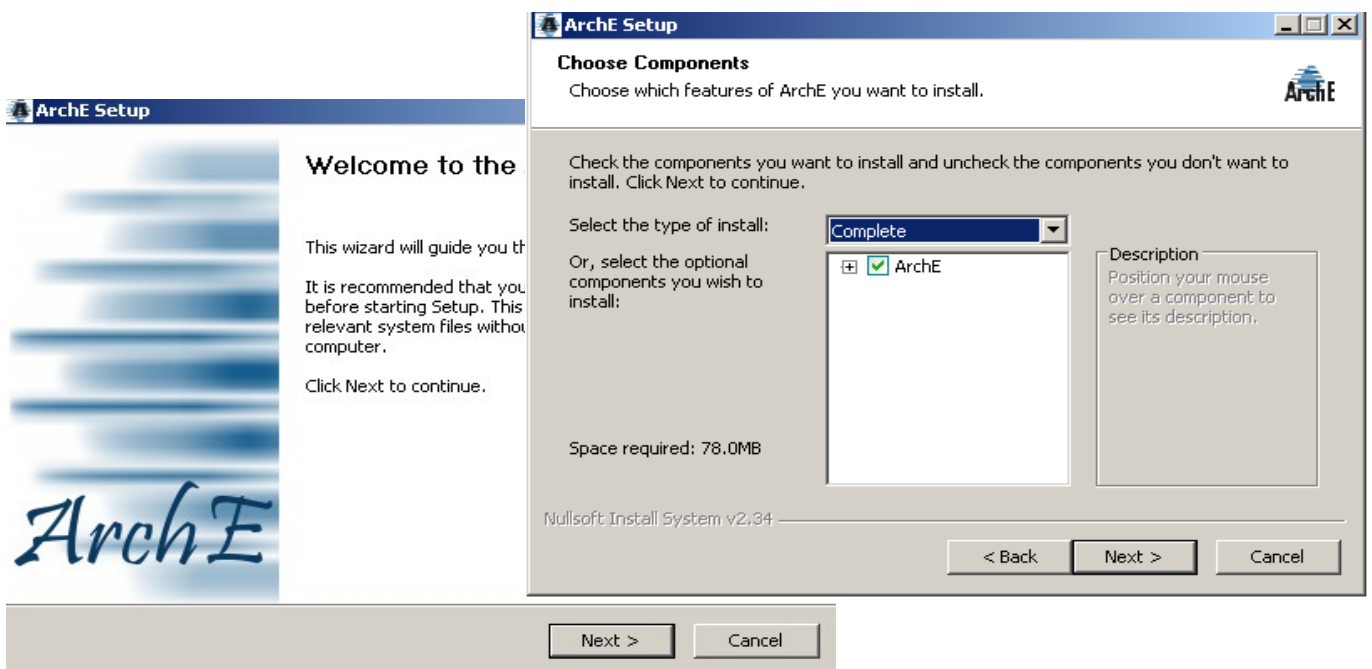 ArchE Setup
Welcome to the
This wizard will guide you th
It is recommended that you
before starting Setup. This
relevant system files withou
computer.
Click Next to continue.
ArchE
Next >
Cancel
ArchE Setup
Choose Components
Choose which features of ArchE you want to install.
ArchE
Check the components you want to install and uncheck the components you don't want to
install. Click Next to continue.
Select the type of install:
Complete
Or, select the optional
components you wish to
install:
ArchE
Description
Position your mouse
over a component to
see its description.
Space required: 78.0MB
Nullsoft Install System v2.34
< Back
Next >
Cancel